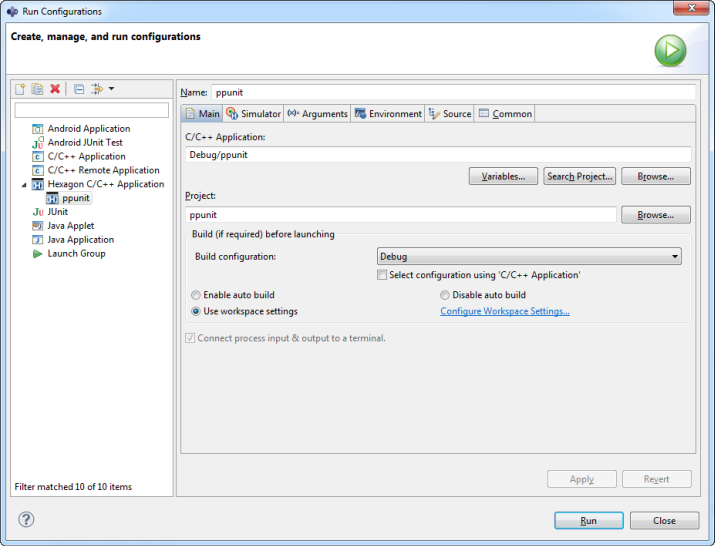 Run Configurations
Create, manage, and run configurations
Name: ppunit
Main Simulator (x)= Arguments Environment Source Common
Android Application
Android JUnit Test
C/C++ Application
C/C++ Remote Application
Hexagon C/C++ Application
ppunit
JUnit
Java Applet
Java Application
Launch Group
Filter matched 10 of 10 items
C/C++ Application:
Debug/ppunit
Variables... Search Project... Browse...
Project:
ppunit Browse...
Build (if required) before launching
Build configuration: Debug
Select configuration using 'C/C++ Application'
Enable auto build Disable auto build
Use workspace settings Configure Workspace Settings...
Connect process input & output to a terminal.
Apply Revert
Run Close